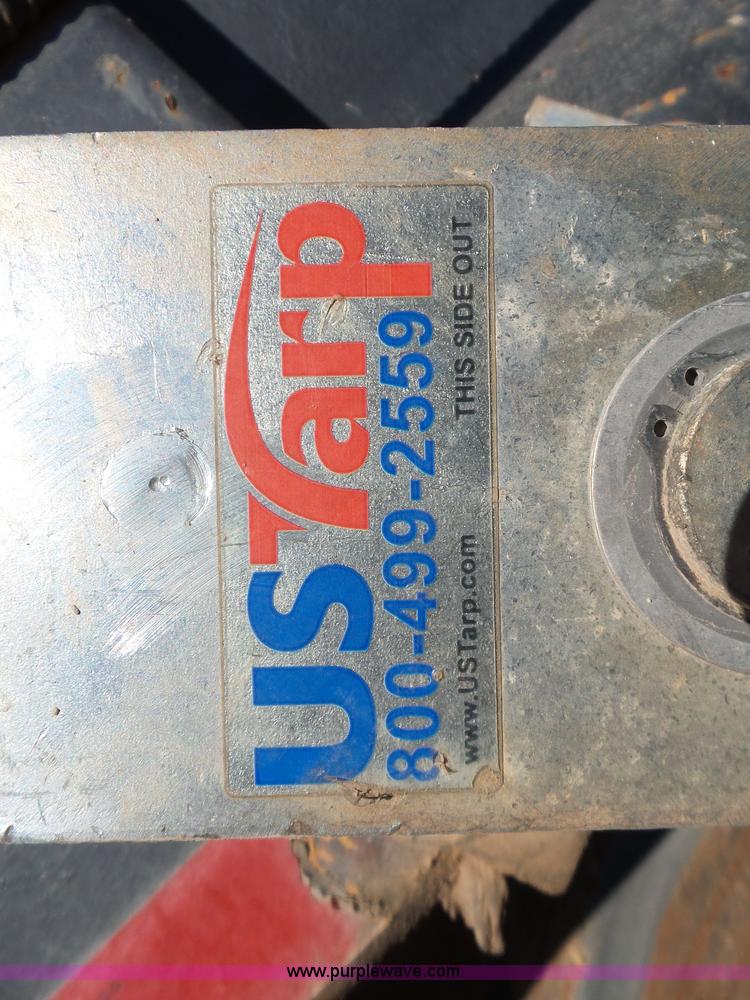 USTarp
800-499-2559
www.USTarp.com THIS SIDE OUT
www.purplewave.com